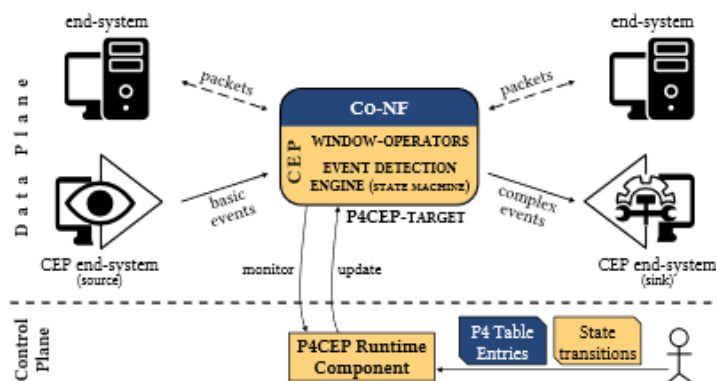 end-system
end-system
packets
packets
Data Plane
CO-NF
CEP
WINDOW-OPERATORS
EVENT DETECTION
ENGINE (STATE MACHINE)
P4CEP-TARGET
basic
events
complex
events
CEP end-system
(source)
CEP end-system
(sink)
monitor
update
Control
Plane
P4CEP Runtime
Component
P4 Table
Entries
State
transitions